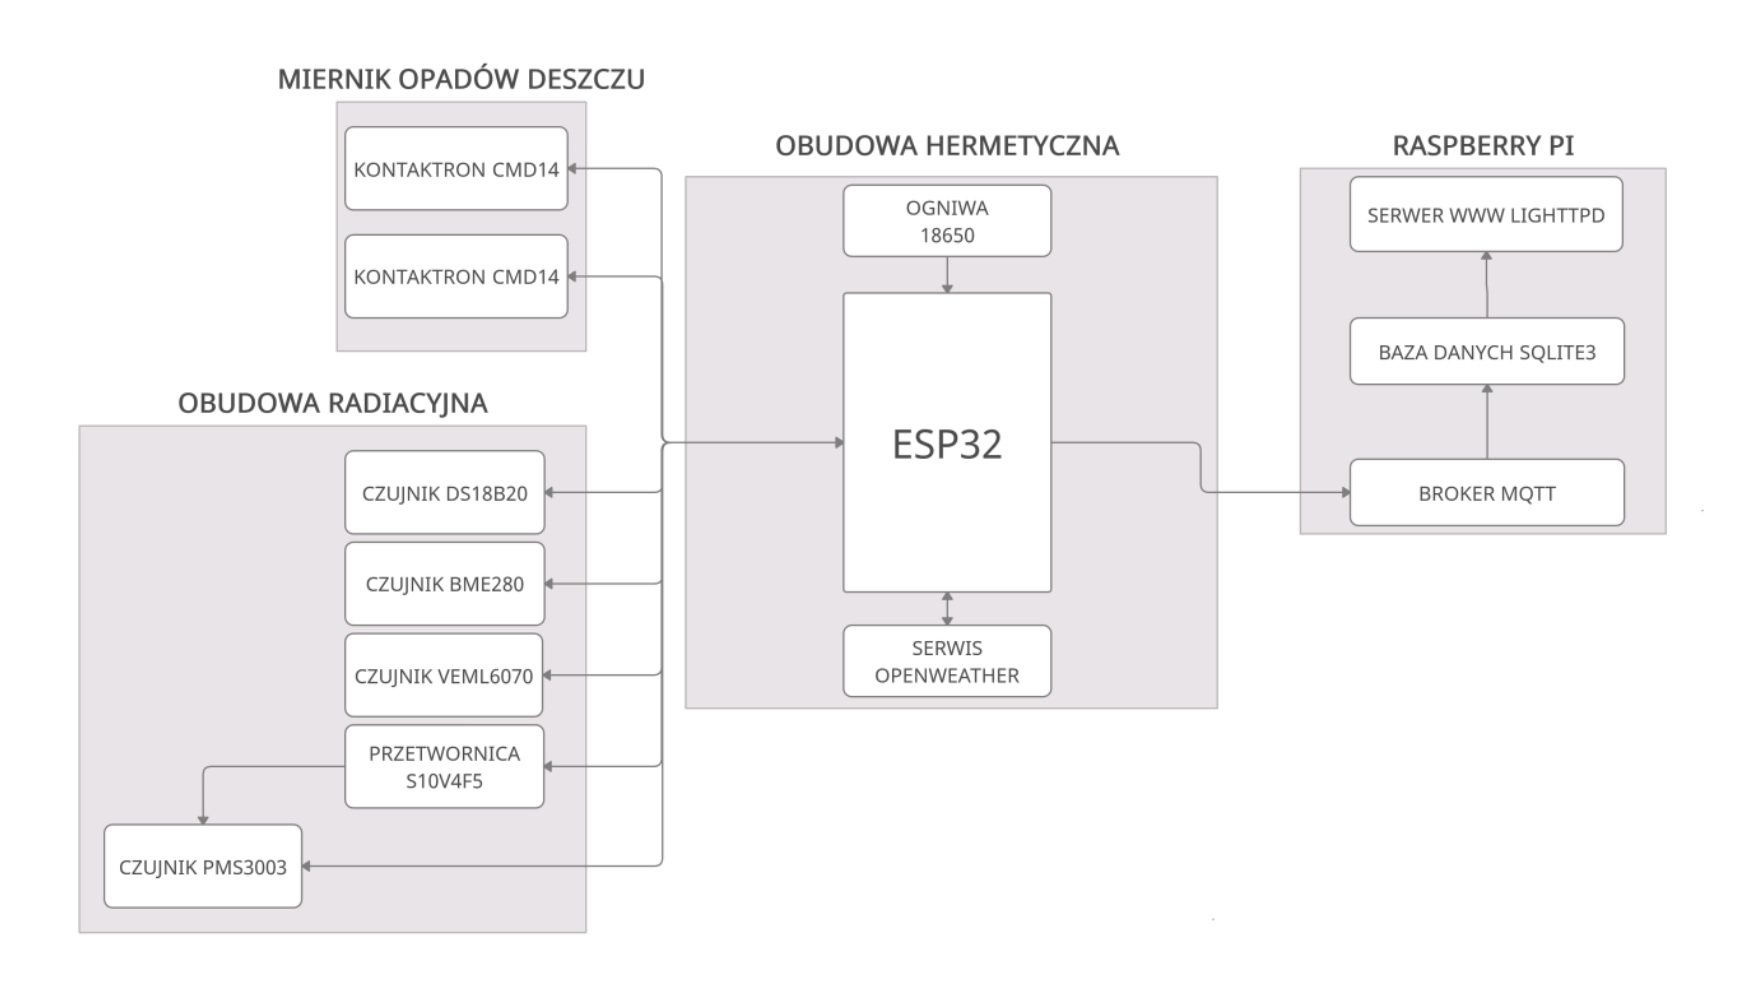 MIERNIK OPADÓW DESZCZU
KONTAKTRON CMD14
KONTAKTRON CMD14
OBUDOWA RADIACYJNA
CZUJNIK DS18B20
CZUJNIK BME280
CZUJNIK VEML6070
PRZETWORNICA
S10V4F5
CZUJNIK PMS3003
OBUDOWA HERMETYCZNA
OGNIWA
18650
ESP32
SERWIS
OPENWEATHER
RASPBERRY PI
SERWER WWW LIGHTTPD
BAZA DANYCH SQLITE3
BROKER MQTT